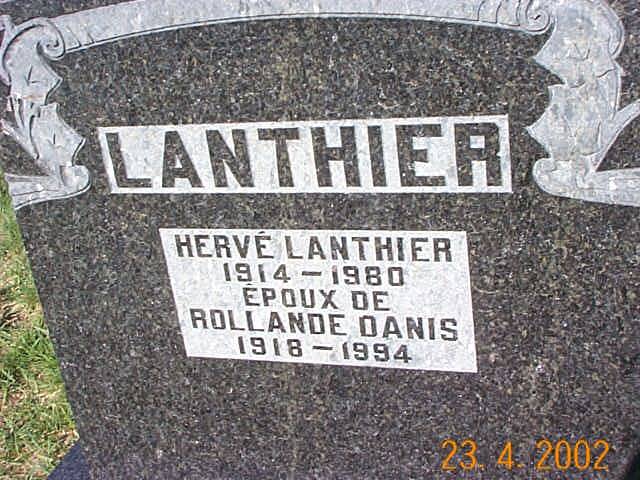 LANTHIER
HERVÉ LANTHIER
1914 – 1980
ÉPOUX DE
ROLLANDE DANIS
1918 – 1994
23. 4. 2002